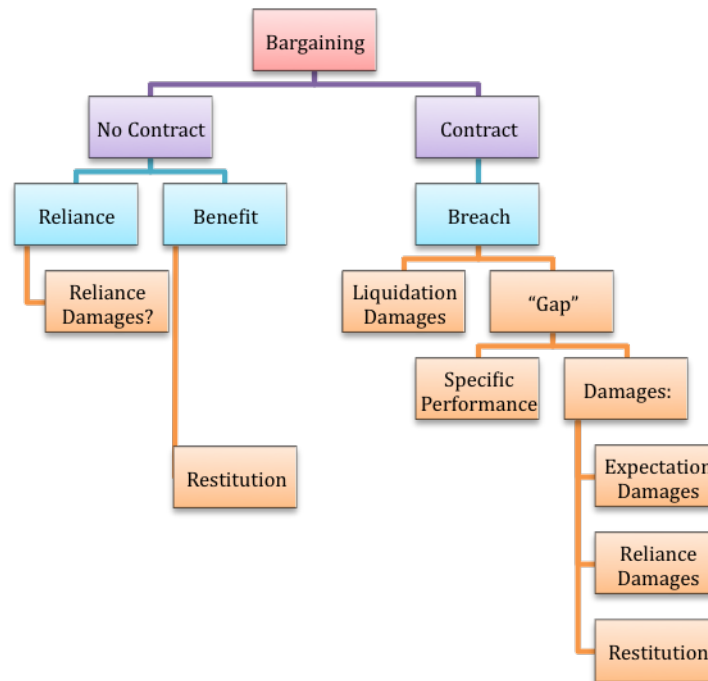 Bargaining
No Contract
Contract
Reliance
Benefit
Breach
Reliance
Damages?
Liquidation
Damages
“Gap”
Specific
Performance
Damages:
Restitution
Expectation
Damages
Reliance
Damages
Restitution